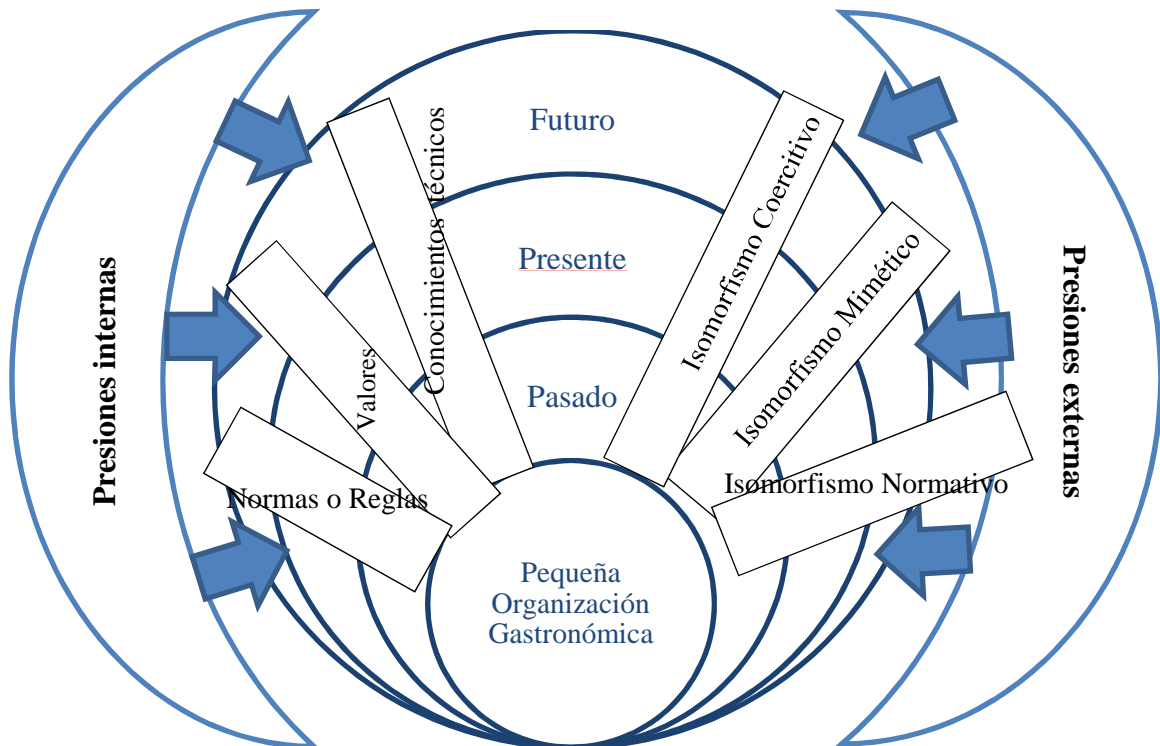 Futuro
Presente
Pasado
Pequeña
Organización
Gastronómica
Presiones internas
Conocimientos técnicos
Valores
Normas o Reglas
Isomorfismo Coercitivo
Isomorfismo Mimético
Isomorfismo Normativo
Presiones externas